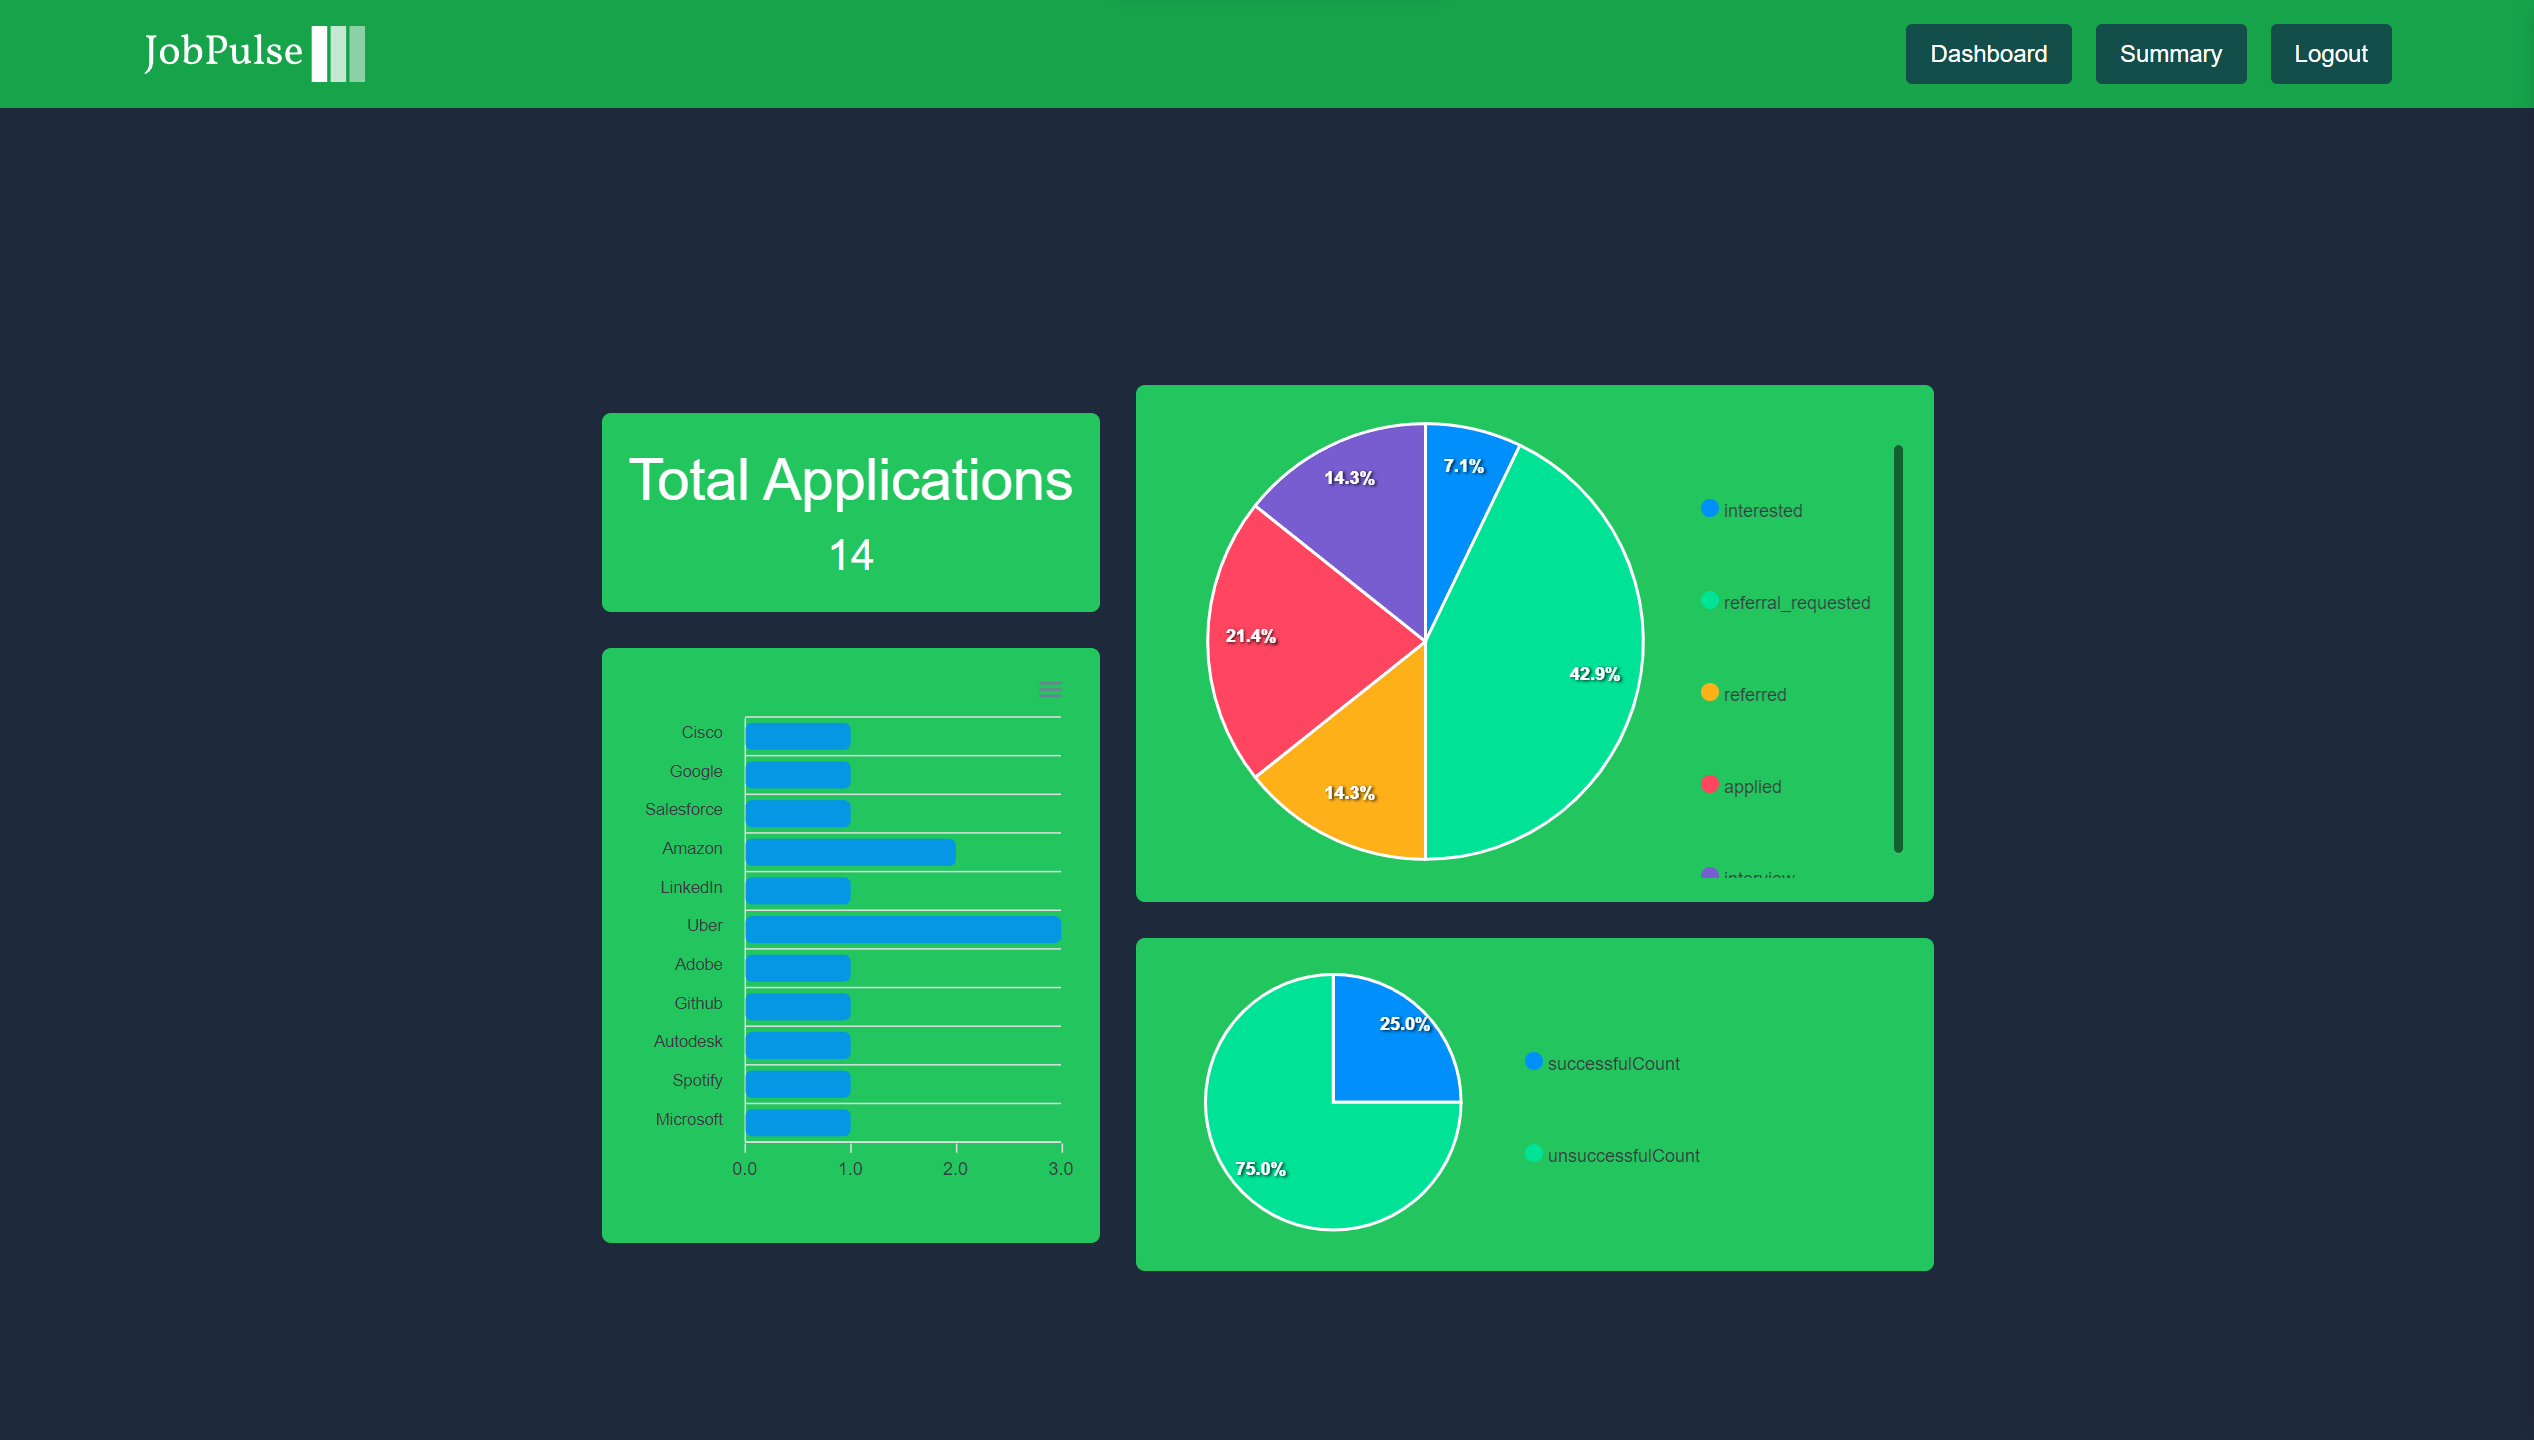 JobPulse
Dashboard
Summary
Logout
Total Applications
14
Cisco
Google
Salesforce
Amazon
LinkedIn
Uber
Adobe
Github
Autodesk
Spotify
Microsoft
0.0 1.0 2.0 3.0
7.1%
14.3%
21.4%
42.9%
14.3%
interested
referral_requested
referred
applied
interview
25.0%
75.0%
successfulCount
unsuccessfulCount